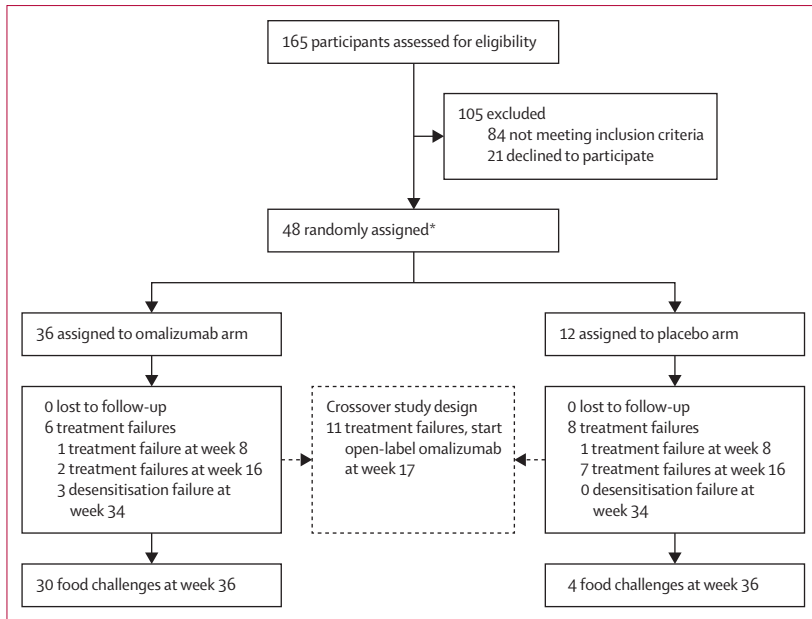 165 participants assessed for eligibility
105 excluded
84 not meeting inclusion criteria
21 declined to participate
48 randomly assigned*
36 assigned to omalizumab arm
12 assigned to placebo arm
0 lost to follow-up
6 treatment failures
1 treatment failure at week 8
2 treatment failures at week 16
3 desensitisation failure at
week 34
Crossover study design
11 treatment failures, start
open-label omalizumab
at week 17
0 lost to follow-up
8 treatment failures
1 treatment failure at week 8
7 treatment failures at week 16
0 desensitisation failure at
week 34
30 food challenges at week 36
4 food challenges at week 36